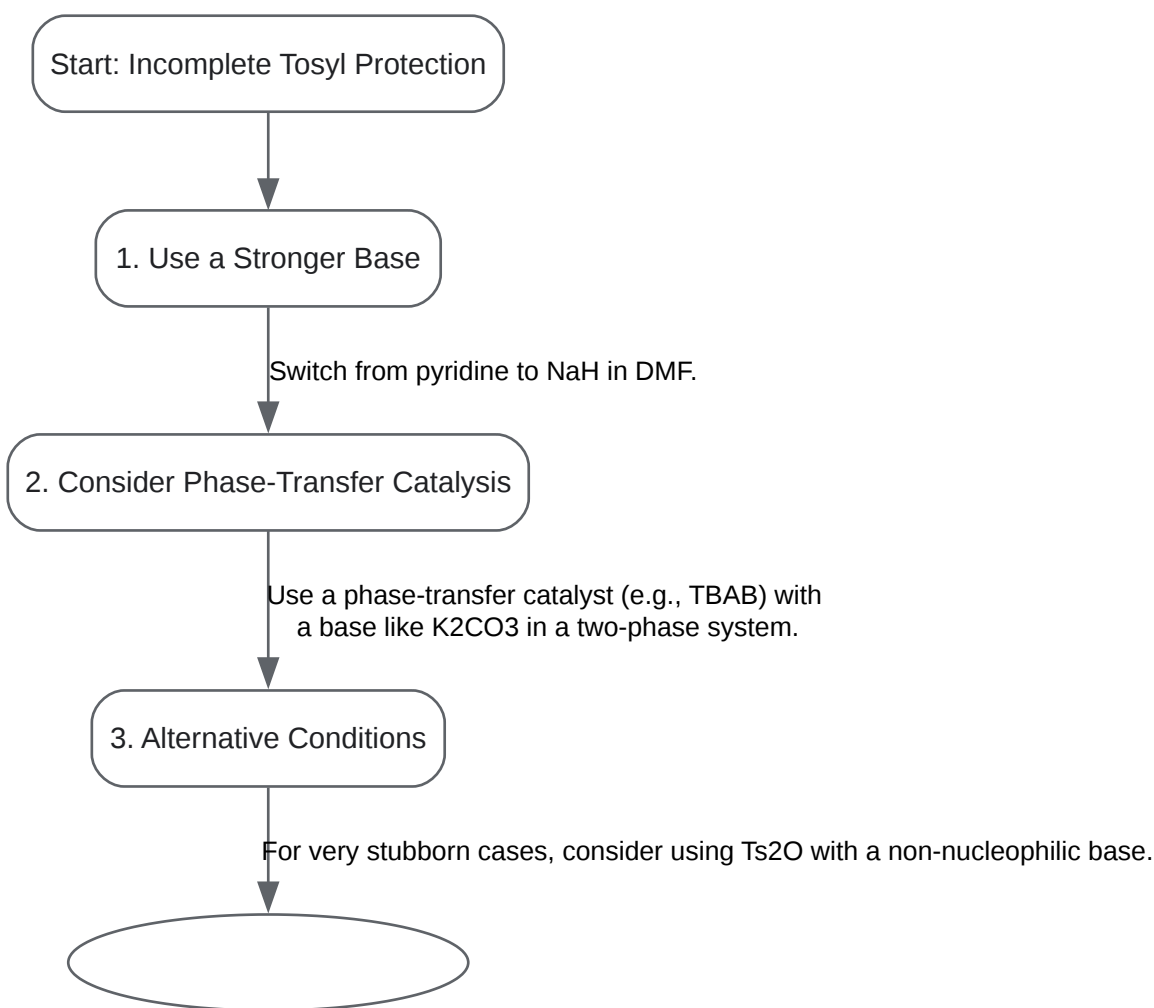 Start: Incomplete Tosyl Protection
1. Use a Stronger Base
Switch from pyridine to NaH in DMF.
2. Consider Phase-Transfer Catalysis
Use a phase-transfer catalyst (e.g., TBAB) with
a base like K2CO3 in a two-phase system.
3. Alternative Conditions
For very stubborn cases, consider using Ts2O with a non-nucleophilic base.